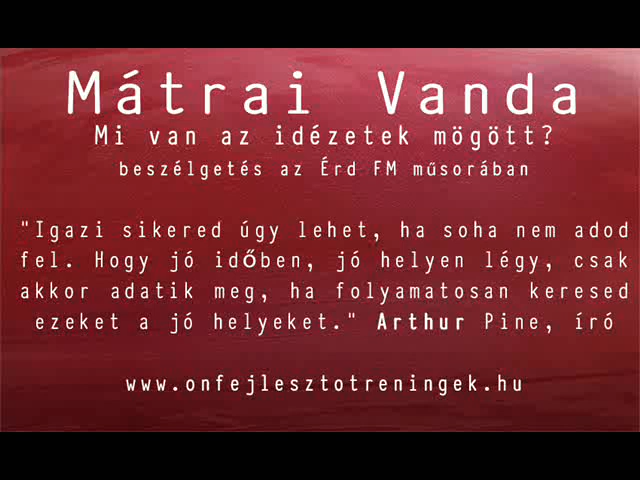 Mátrai Vanda
Mi van az idézetek mögött?
beszélgetés az Érd FM műsorában
"Igazi sikered úgy lehet, ha soha nem adod
fel. Hogy jó időben, jó helyen légy, csak
akkor adatik meg, ha folyamatosan keresed
ezeket a jó helyeket." Arthur Pine, író
www.onfejlesztotreningek.hu